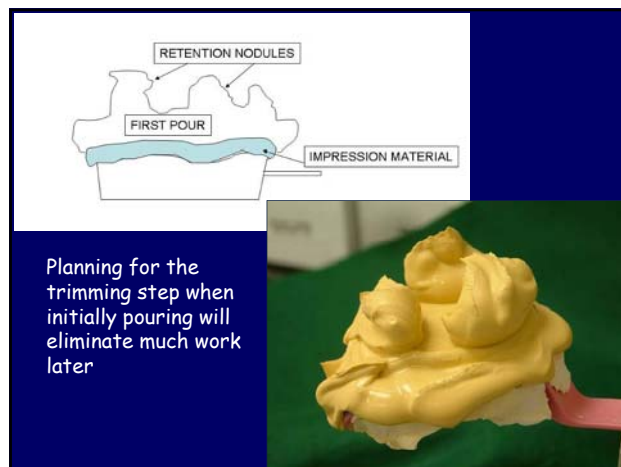 RETENTION NODULES
FIRST POUR
IMPRESSION MATERIAL
Planning for the
trimming step when
initially pouring will
eliminate much work
later